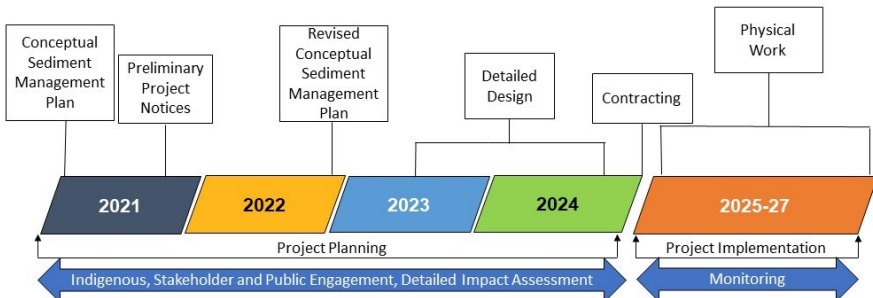 Conceptual
Sediment
Management
Plan
Preliminary
Project
Notices
Revised
Conceptual
Sediment
Management
Plan
Detailed
Design
Contracting
Physical
Work
2021
2022
2023
2024
2025-27
Project Planning
Project Implementation
Indigenous, Stakeholder and Public Engagement, Detailed Impact Assessment
Monitoring